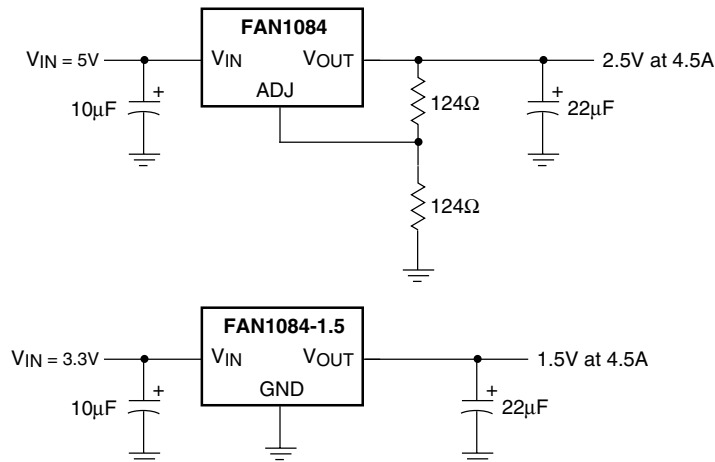 FAN1084
VIN = 5V
VIN
VOUT
2.5V at 4.5A
ADJ
+
10µF
124Ω
+
22µF
124Ω
FAN1084-1.5
VIN = 3.3V
VIN
VOUT
1.5V at 4.5A
GND
+
10µF
+
22µF